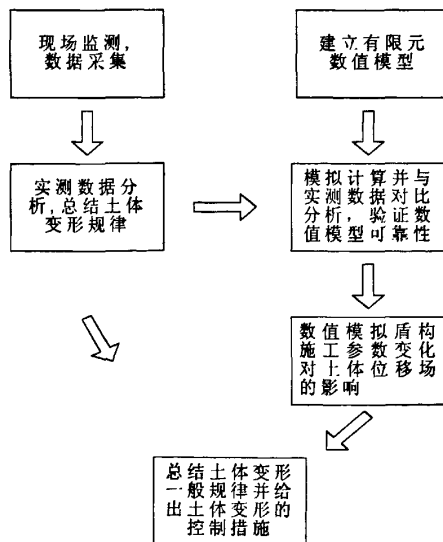 现场监测，
数据采集
建立有限元
数值模型
实测数据分
析，总结土体
变形规律
模拟计算并与
实测数据对比
分析，验证数
值模型可靠性
数值模拟盾构
施工参数变化
对土体位移场
的影响
总结土体变形
一般规律并给
出土体变形的
控制措施